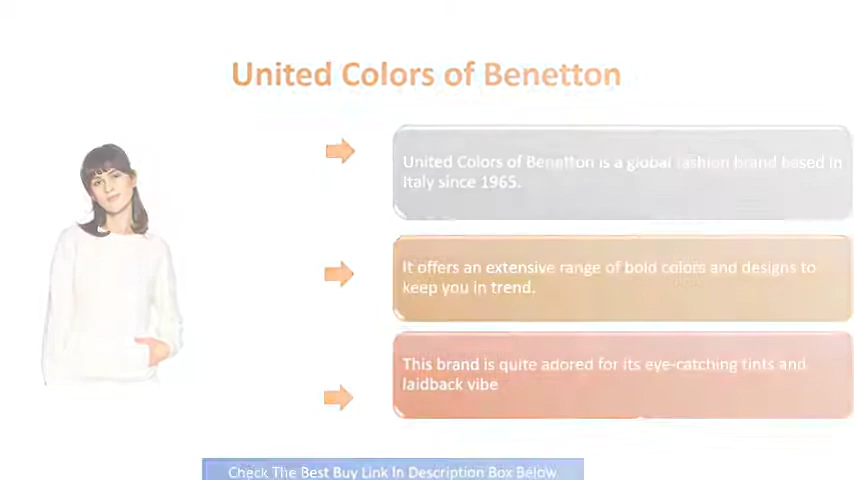 United Colors of Benetton
United Colors of Benetton is a global fashion brand based in
Italy since 1965.
It offers an extensive range of bold colors and designs to
keep you in trend.
This brand is quite adored for its eye-catching tints and
laidback vibe
Check The Best Buy Link In Description Box Below